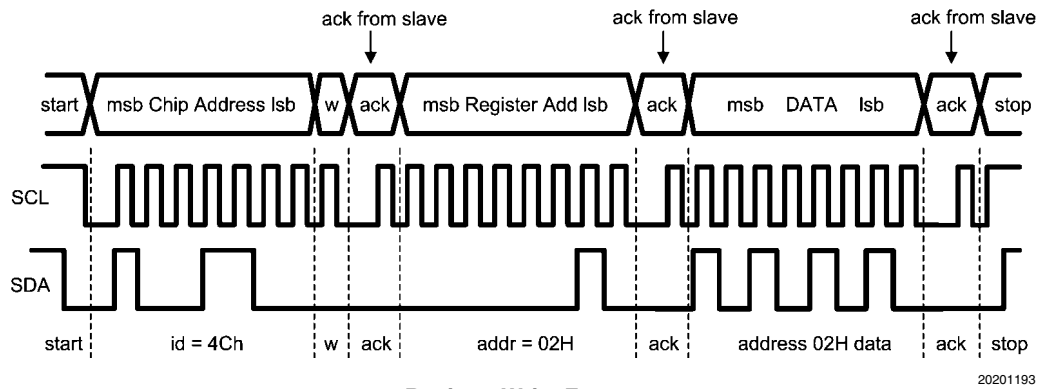 ack from slave ack from slave ack from slave
start msb Chip Address lsb w ack msb Register Add lsb ack msb DATA lsb ack stop
SCL
SDA
start id = 4Ch w ack addr = 02H ack address 02H data ack stop
20201193